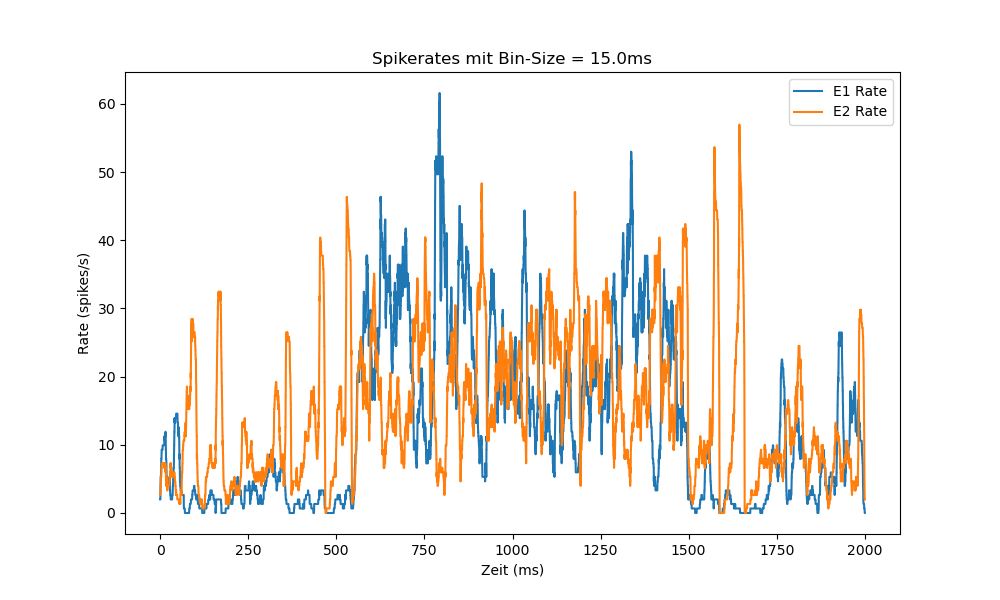 Spikerates mit Bin-Size = 15.0ms
E1 Rate
E2 Rate
Rate (spikes/s)
60
50
40
30
20
10
0
0 250 500 750 1000 1250 1500 1750 2000
Zeit (ms)